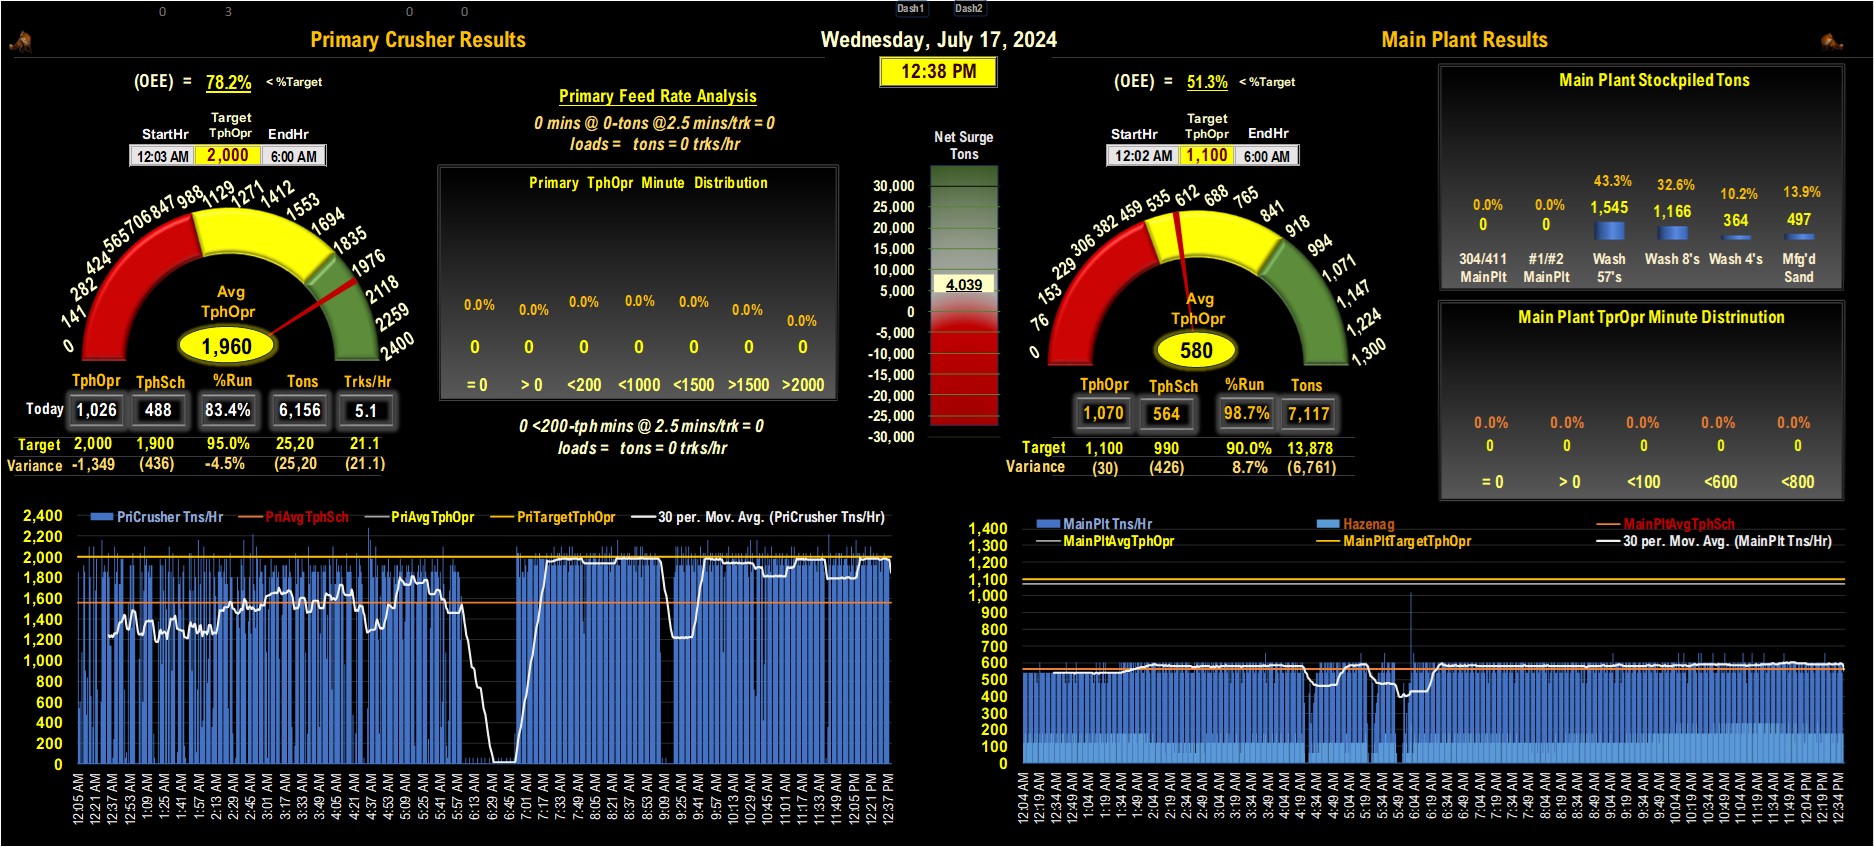 0 3 0 0 Dash1 Dash2
Primary Crusher Results
Wednesday, July 17, 2024
Main Plant Results
12:38 PM
(OEE) = 78.2% < %Target
Target
StartHr TphOpr EndHr
12:03 AM 2,000 6:00 AM
0 141 282 424 565 706 847 988 1129 1271 1412 1553 1694 1835 1976 2118 2259 2400
Avg
TphOpr
1,960
TphOpr TphSch %Run Tons Trks/Hr
Today 1,026 488 83.4% 6,156 5.1
Target 2,000 1,900 95.0% 25,20 21.1
Variance -1,349 (436) -4.5% (25,20 (21.1)
Primary Feed Rate Analysis
0 mins @ 0-tons @2.5 mins/trk = 0
loads = tons = 0 trks/hr
Primary TphOpr Minute Distribution
0.0% 0.0% 0.0% 0.0% 0.0% 0.0% 0.0%
0 0 0 0 0 0 0
= 0 > 0 <200 <1000 <1500 >1500 >2000
0 <200-tph mins @ 2.5 mins/trk = 0
loads = tons = 0 trks/hr
Net Surge
Tons
30,000
25,000
20,000
15,000
10,000
4,039
5,000
0
-5,000
-10,000
-15,000
-20,000
-25,000
-30,000
(OEE) = 51.3% < %Target
Target
StartHr TphOpr EndHr
12:02 AM 1,100 6:00 AM
0 76 153 229 306 382 459 535 612 688 765 841 918 994 1,071 1,147 1,224 1,300
Avg
TphOpr
580
TphOpr TphSch %Run Tons
1,070 564 98.7% 7,117
Target 1,100 990 90.0% 13,878
Variance (30) (426) 8.7% (6,761)
Main Plant Stockpiled Tons
0.0% 0.0% 43.3% 32.6% 10.2% 13.9%
0 0 1,545 1,166 364 497
304/411 #1/#2 Wash Wash 8's Wash 4's Mfg'd
MainPlt MainPlt 57's Sand
Main Plant TprOpr Minute Distrinution
0.0% 0.0% 0.0% 0.0% 0.0%
0 0 0 0 0
= 0 > 0 <100 <600 <800
PriCrusher Tns/Hr PriAvgTphSch PriAvgTphOpr PriTargetTphOpr 30 per. Mov. Avg. (PriCrusher Tns/Hr)
2,400
2,200
2,000
1,800
1,600
1,400
1,200
1,000
800
600
400
200
0
12:05 AM 12:21 AM 12:37 AM 12:53 AM 1:09 AM 1:25 AM 1:41 AM 1:57 AM 2:13 AM 2:29 AM 2:45 AM 3:01 AM 3:17 AM 3:33 AM 3:49 AM 4:05 AM 4:21 AM 4:37 AM 4:53 AM 5:09 AM 5:25 AM 5:41 AM 5:57 AM 6:13 AM 6:29 AM 6:45 AM 7:01 AM 7:17 AM 7:33 AM 7:49 AM 8:05 AM 8:21 AM 8:37 AM 8:53 AM 9:09 AM 9:25 AM 9:41 AM 9:57 AM 10:13 AM 10:29 AM 10:45 AM 11:01 AM 11:17 AM 11:33 AM 11:49 AM 12:05 PM 12:21 PM 12:37 PM
MainPlt Tns/Hr Hazenag MainPltAvgTphSch
MainPltAvgTphOpr MainPltTargetTphOpr 30 per. Mov. Avg. (MainPlt Tns/Hr)
1,400
1,300
1,200
1,100
1,000
900
800
700
600
500
400
300
200
100
0
12:04 AM 12:19 AM 12:34 AM 12:49 AM 1:04 AM 1:19 AM 1:34 AM 1:49 AM 2:04 AM 2:19 AM 2:34 AM 2:49 AM 3:04 AM 3:19 AM 3:34 AM 3:49 AM 4:04 AM 4:19 AM 4:34 AM 4:49 AM 5:04 AM 5:19 AM 5:34 AM 5:49 AM 6:04 AM 6:19 AM 6:34 AM 6:49 AM 7:04 AM 7:19 AM 7:34 AM 7:49 AM 8:04 AM 8:19 AM 8:34 AM 8:49 AM 9:04 AM 9:19 AM 9:34 AM 9:49 AM 10:04 AM 10:19 AM 10:34 AM 10:49 AM 11:04 AM 11:19 AM 11:34 AM 11:49 AM 12:04 PM 12:19 PM 12:34 PM